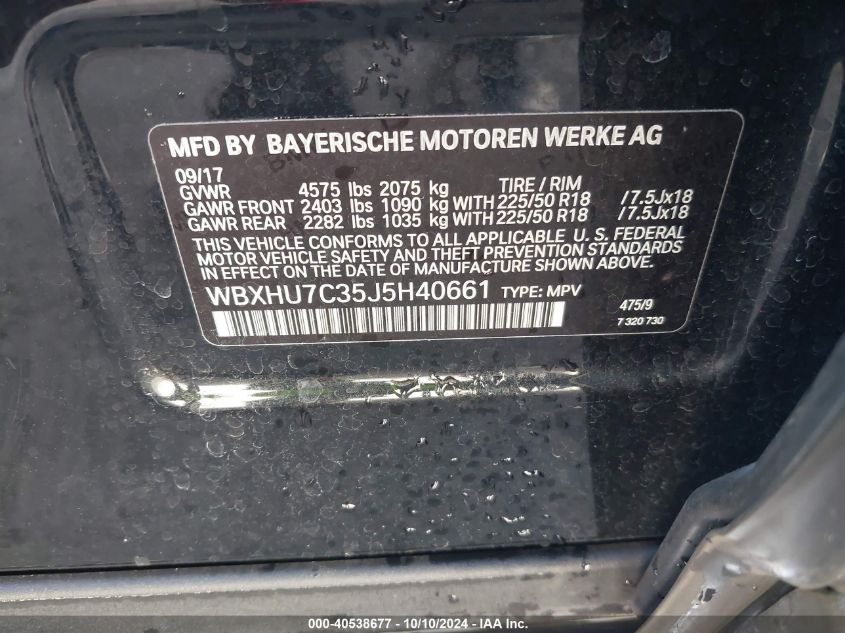 MFD BY BAYERISCHE MOTOREN WERKE AG
09/17
GVWR 4575 lbs 2075 kg TIRE / RIM
GAWR FRONT 2403 lbs 1090 kg WITH 225/50 R18 /7.5Jx18
GAWR REAR 2282 lbs 1035 kg WITH 225/50 R18 /7.5Jx18
THIS VEHICLE CONFORMS TO ALL APPLICABLE U. S. FEDERAL
MOTOR VEHICLE SAFETY AND THEFT PREVENTION STANDARDS
IN EFFECT ON THE DATE OF MANUFACTURE SHOWN ABOVE.
WBXHU7C35J5H40661 TYPE: MPV
475/9
7 320 730
000-40538677 - 10/10/2024 - IAA Inc.